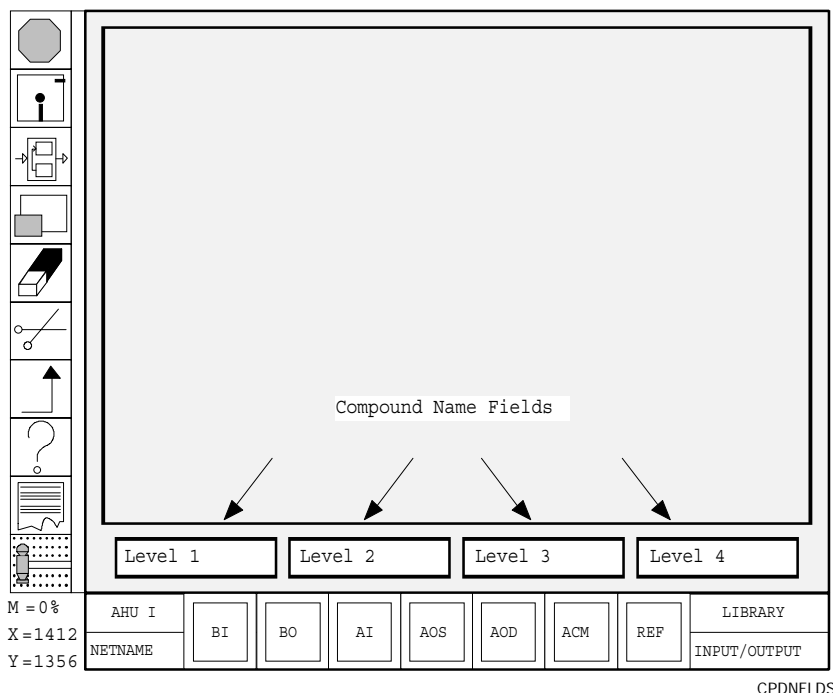 Compound Name Fields
Level 1 Level 2 Level 3 Level 4
M =0%
X =1412
Y =1356
AHU I
NETNAME
BI BO AI AOS AOD ACM REF
LIBRARY
INPUT/OUTPUT
CPDNFLDS